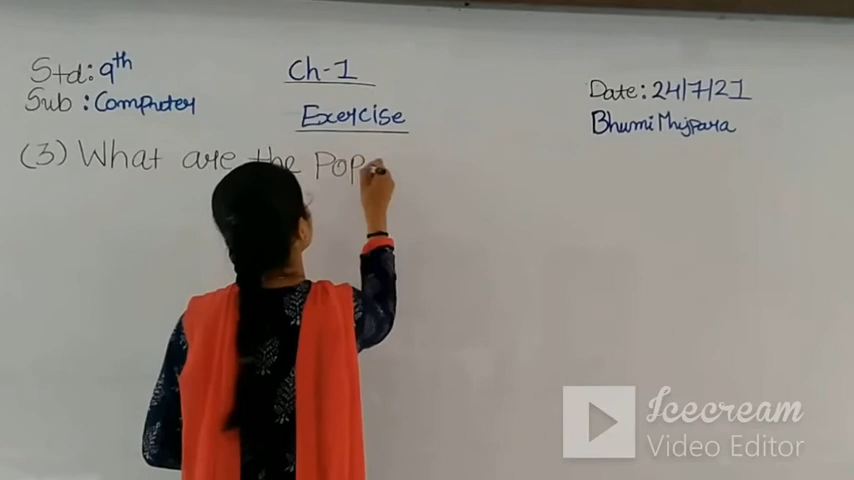 Std: 9th
Sub: Computer
Ch-1
Exercise
Date: 24/7/21
Bhumi
(3) What are the Pop
Icecream
Video Editor